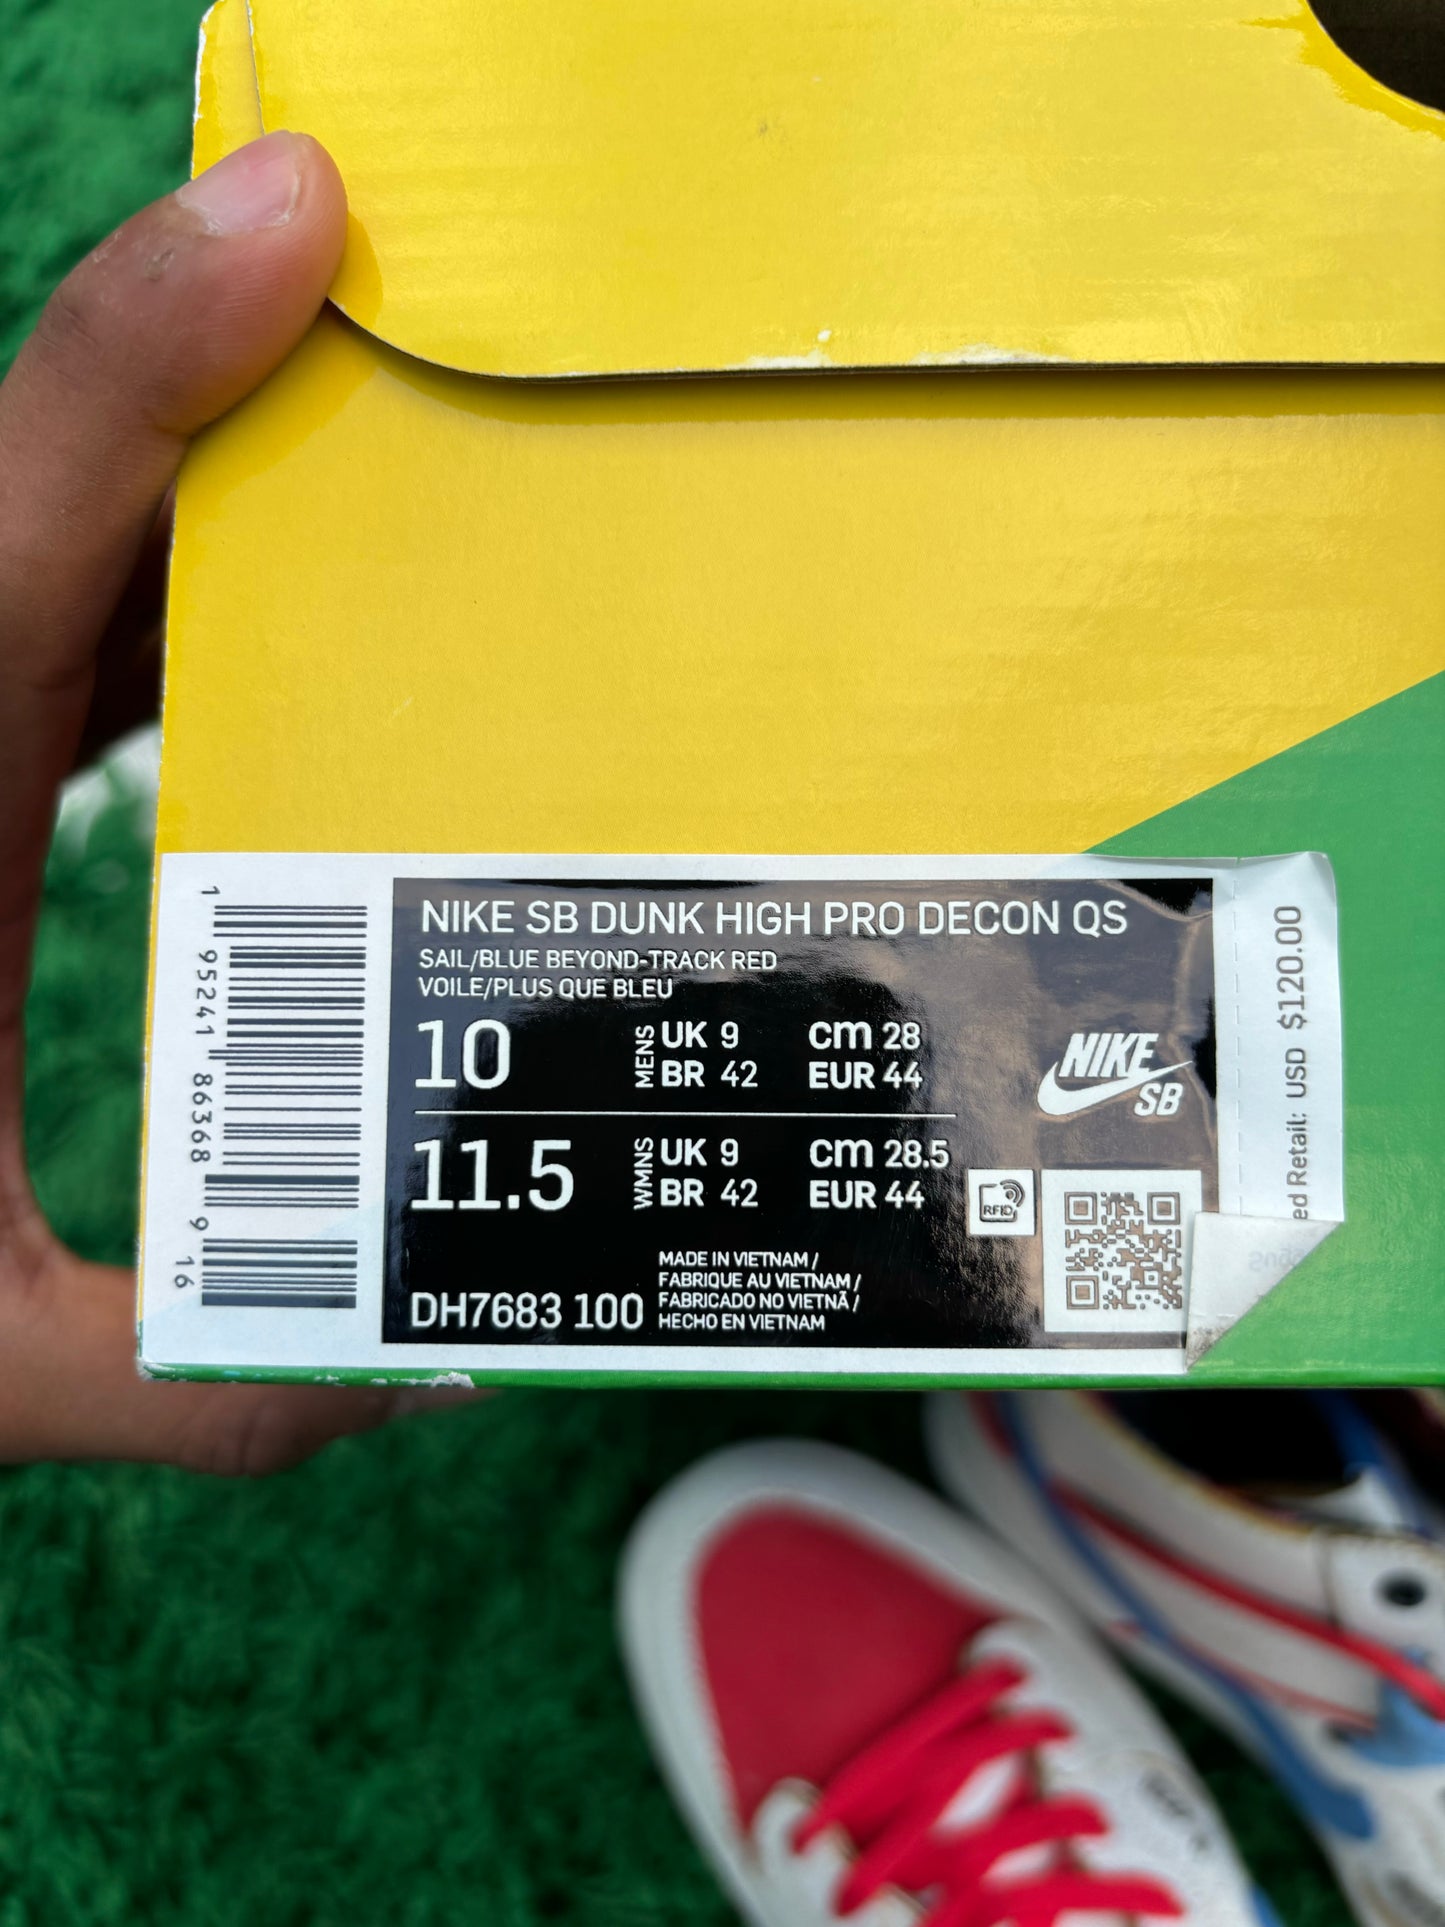 NIKE SB DUNK HIGH PRO DECON QS
SAIL/BLUE BEYOND-TRACK RED
VOILE/PLUS QUE BLEU
10 MENS UK 9 CM 28
BR 42 EUR 44
11.5 WMNS UK 9 CM 28.5
BR 42 EUR 44
NIKE
SB
RFID
DH7683 100
MADE IN VIETNAM /
FABRIQUE AU VIETNAM /
FABRICADO NO VIETNÃ /
HECHO EN VIETNAM
1 95241 86368 9 16
ed Retail: USD $120.00